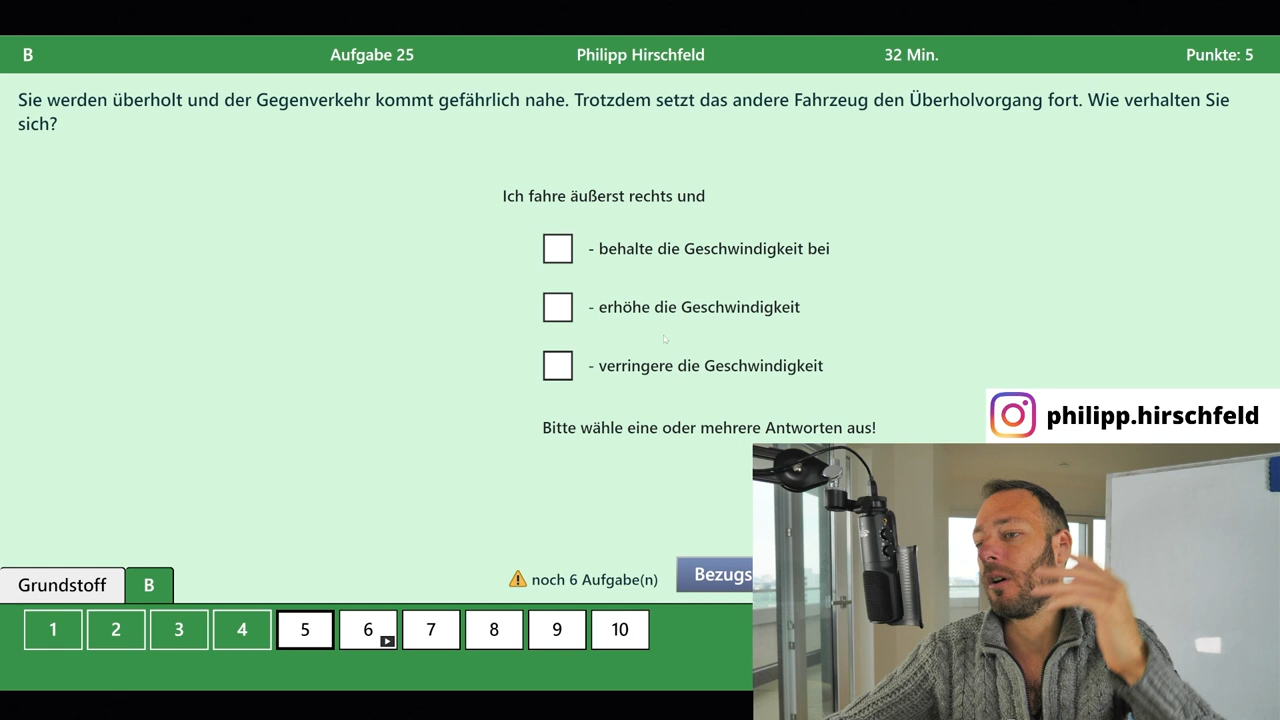 B
Aufgabe 25
Philipp Hirschfeld
32 Min.
Punkte: 5
Sie werden überholt und der Gegenverkehr kommt gefährlich nahe. Trotzdem setzt das andere Fahrzeug den Überholvorgang fort. Wie verhalten Sie
sich?
Ich fahre äußerst rechts und
- behalte die Geschwindigkeit bei
- erhöhe die Geschwindigkeit
- verringere die Geschwindigkeit
Bitte wähle eine oder mehrere Antworten aus!
philipp.hirschfeld
Grundstoff
B
noch 6 Aufgabe(n)
Bezugs
1
2
3
4
5
6
7
8
9
10